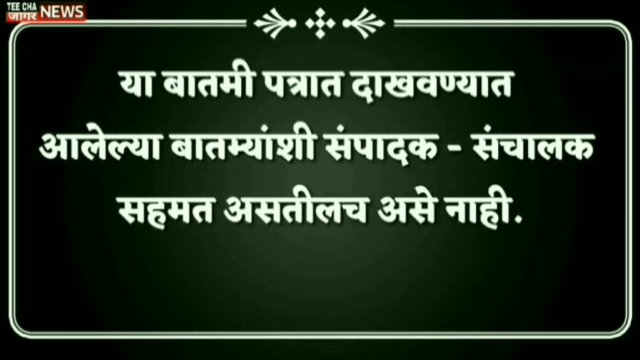 TEE CHA
जागर NEWS
या बातमी पत्रात दाखवण्यात
आलेल्या बातम्यांशी संपादक - संचालक
सहमत असतीलच असे नाही.